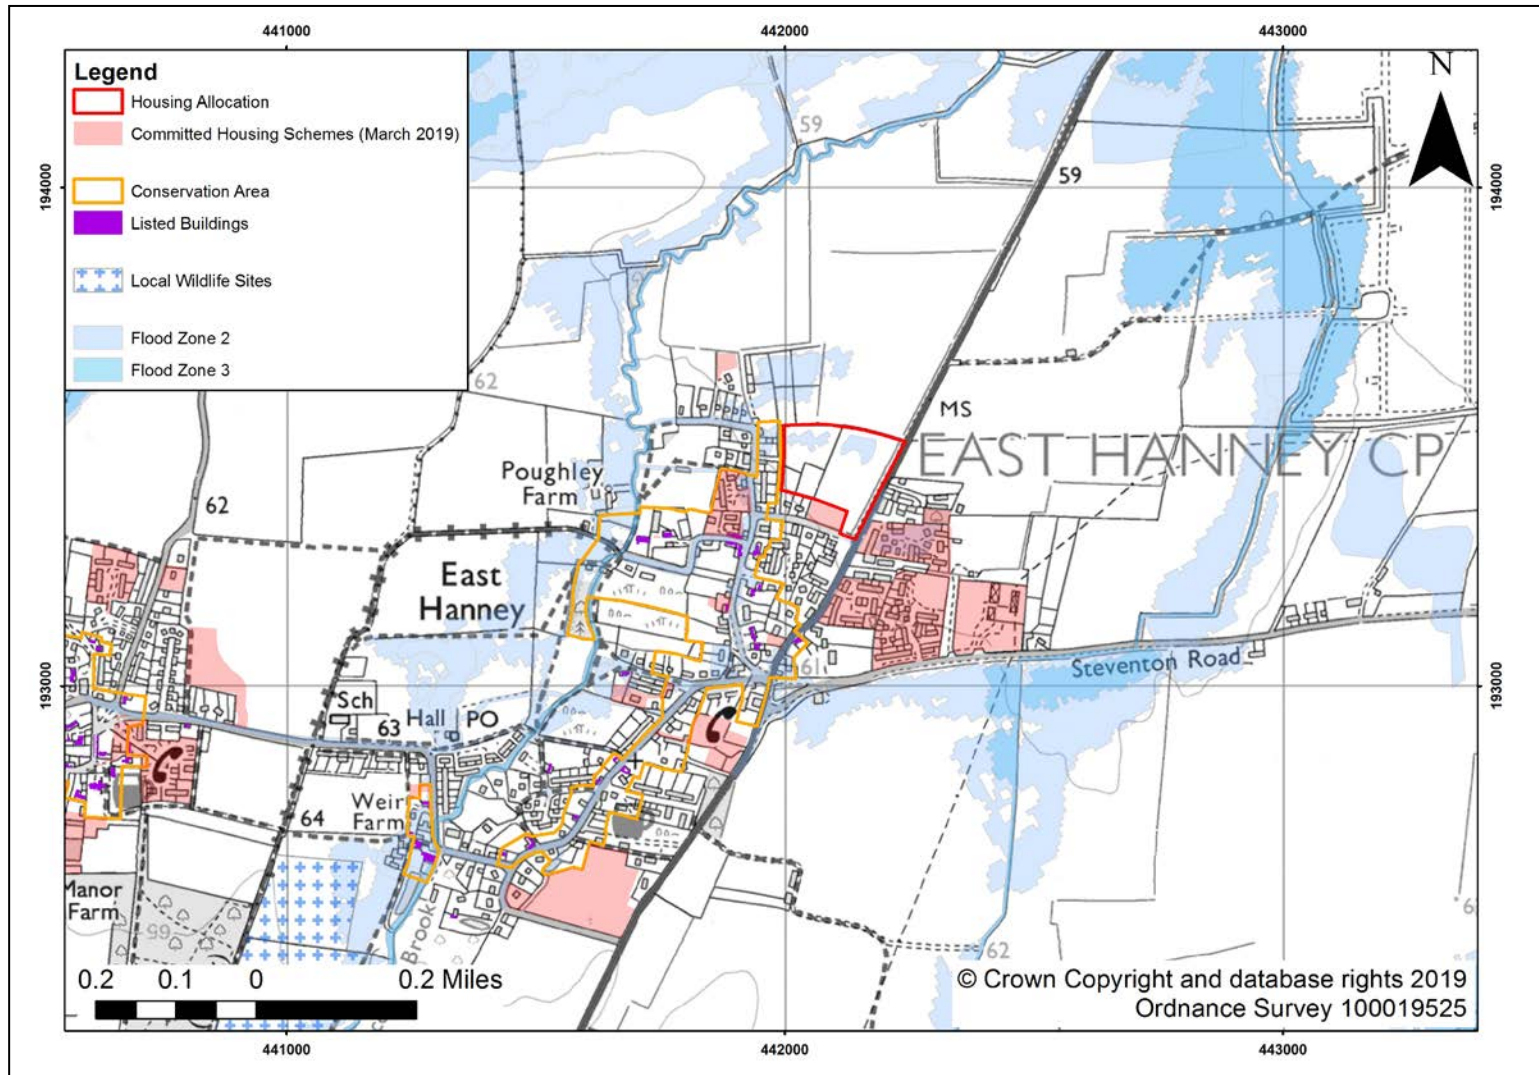 441000
442000
443000
Legend
Housing Allocation
Committed Housing Schemes (March 2019)
Conservation Area
Listed Buildings
Local Wildlife Sites
Flood Zone 2
Flood Zone 3
N
59
59
194000
194000
62
62
MS
EAST HANNEY CP
Poughley
Farm
East
Hanney
61
Steventon Road
193000
193000
Sch
63
Hall
PO
Weir
Farm
64
Manor
Farm
Brook
62
0.2
0.1
0
0.2 Miles
© Crown Copyright and database rights 2019
Ordnance Survey 100019525
441000
442000
443000